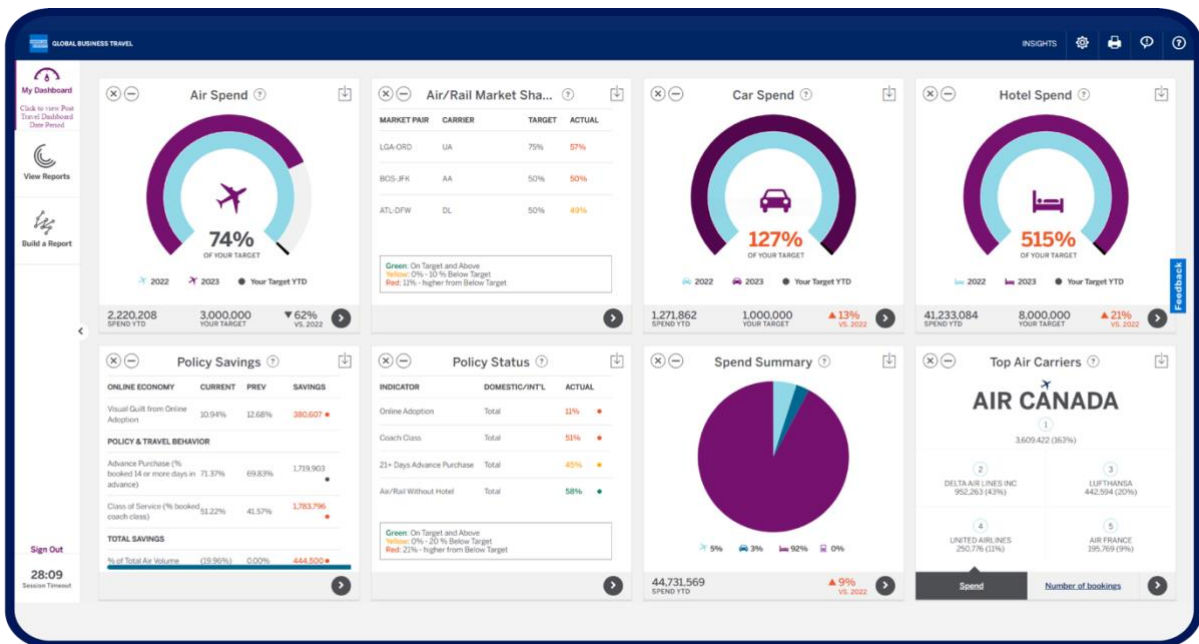 GLOBAL BUSINESS TRAVEL
INSIGHTS
My Dashboard
Click to view Post
Travel Dashboard
Date Period
View Reports
Build a Report
Sign Out
28:09
Session Timeout
Air Spend
74%
OF YOUR TARGET
2022 2023 Your Target YTD
2,220,208 3,000,000 ▼62%
SPEND YTD YOUR TARGET VS. 2022
Air/Rail Market Sha...
MARKET PAIR CARRIER TARGET ACTUAL
LGA-ORD UA 75% 57%
BOS-JFK AA 50% 50%
ATL-DFW DL 50% 49%
Green: On Target and Above
Yellow: 0% - 10 % Below Target
Red: 11% - higher from Below Target
Car Spend
127%
OF YOUR TARGET
2022 2023 Your Target YTD
1,271,862 1,000,000 ▲13%
SPEND YTD YOUR TARGET VS. 2022
Hotel Spend
515%
OF YOUR TARGET
2022 2023 Your Target YTD
41,233,084 8,000,000 ▲21%
SPEND YTD YOUR TARGET VS. 2022
Feedback
Policy Savings
ONLINE ECONOMY CURRENT PREV SAVINGS
Visual Guilt from Online
Adoption 10.94% 12.68% 380,607
POLICY & TRAVEL BEHAVIOR
Advance Purchase (%
booked 14 or more days in 71.37% 69.83% 1,719,903
advance)
Class of Service (% booked 51.22% 41.57% 1,783,796
coach class)
TOTAL SAVINGS
% of Total Air Volume (19.96%) 0.00% 444,500
Policy Status
INDICATOR DOMESTIC/INT'L ACTUAL
Online Adoption Total 11%
Coach Class Total 51%
21+ Days Advance Purchase Total 45%
Air/Rail Without Hotel Total 58%
Green: On Target and Above
Yellow: 0% - 20 % Below Target
Red: 21% - higher from Below Target
Spend Summary
5% 3% 92% 0%
44,731,569 ▲9%
SPEND YTD VS. 2022
Top Air Carriers
AIR CANADA
1
3,609,422 (163%)
2 3
DELTA AIR LINES INC LUFTHANSA
952,263 (43%) 442,594 (20%)
4 5
UNITED AIRLINES AIR FRANCE
250,776 (11%) 195,769 (9%)
Spend Number of bookings